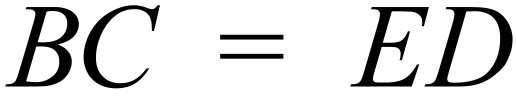 BC = ED